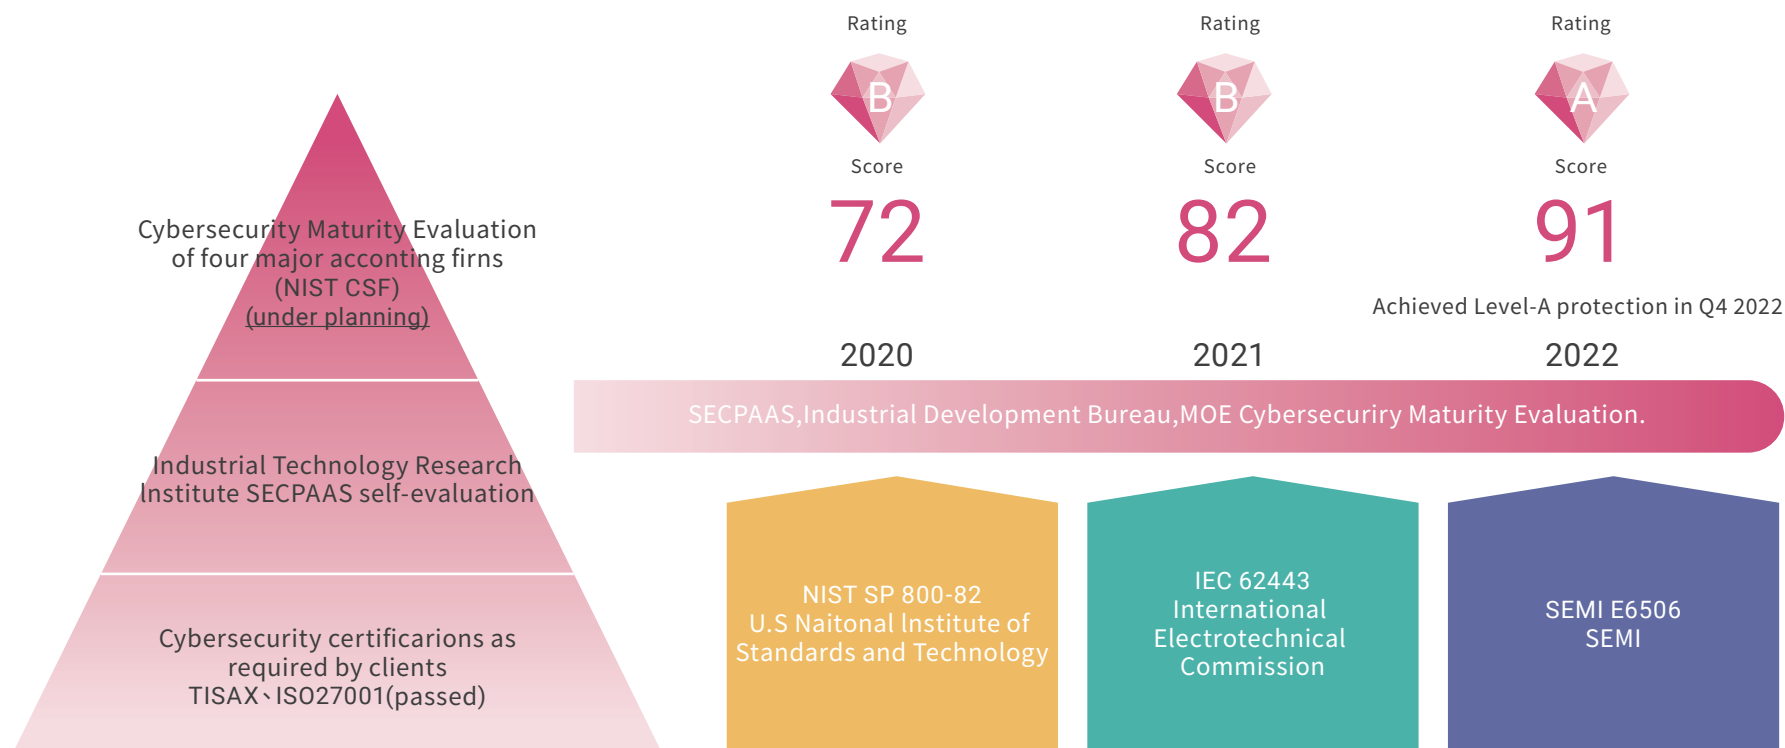 Cybersecurity Maturity Evaluation
of four major acconting firns
(NIST CSF)
(under planning)
Industrial Technology Research
Institute SECPAAS self-evaluation
Cybersecurity certificarions as
required by clients
TISAX、ISO27001(passed)
Rating
B
Score
72
2020
Rating
B
Score
82
2021
Rating
A
Score
91
Achieved Level-A protection in Q4 2022
2022
SECPAAS,Industrial Development Bureau,MOE Cybersecuriry Maturity Evaluation.
NIST SP 800-82
U.S Naitonal Institute of
Standards and Technology
IEC 62443
International
Electrotechnical
Commission
SEMI E6506
SEMI